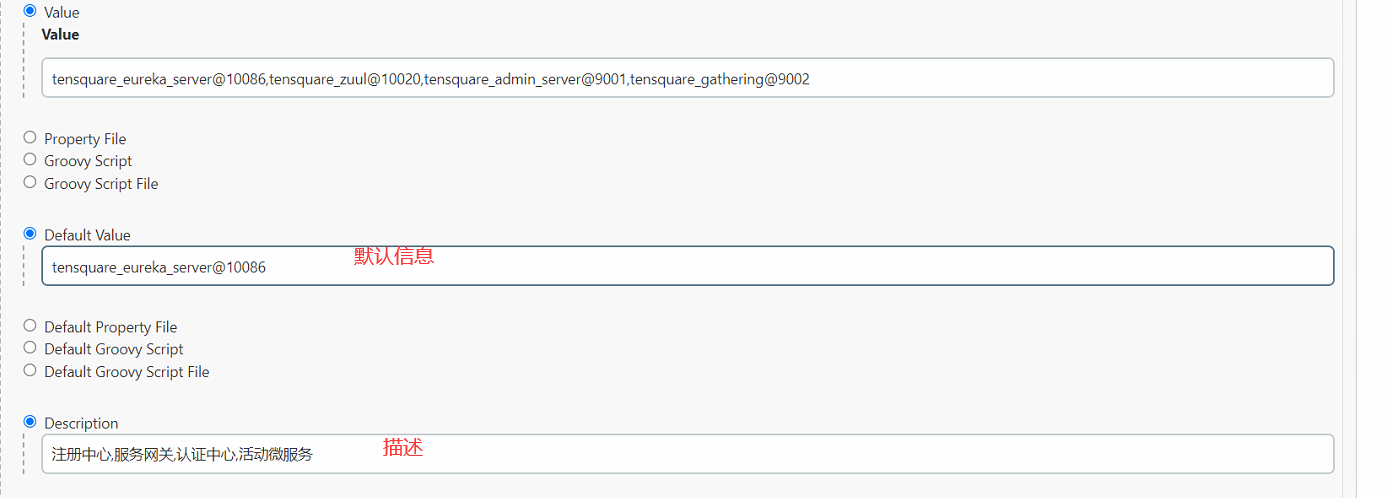 Value
Value
tensquare_eureka_server@10086,tensquare_zuul@10020,tensquare_admin_server@9001,tensquare_gathering@9002
Property File
Groovy Script
Groovy Script File
Default Value
默认信息
tensquare_eureka_server@10086
Default Property File
Default Groovy Script
Default Groovy Script File
Description
描述
注册中心,服务网关,认证中心,活动微服务